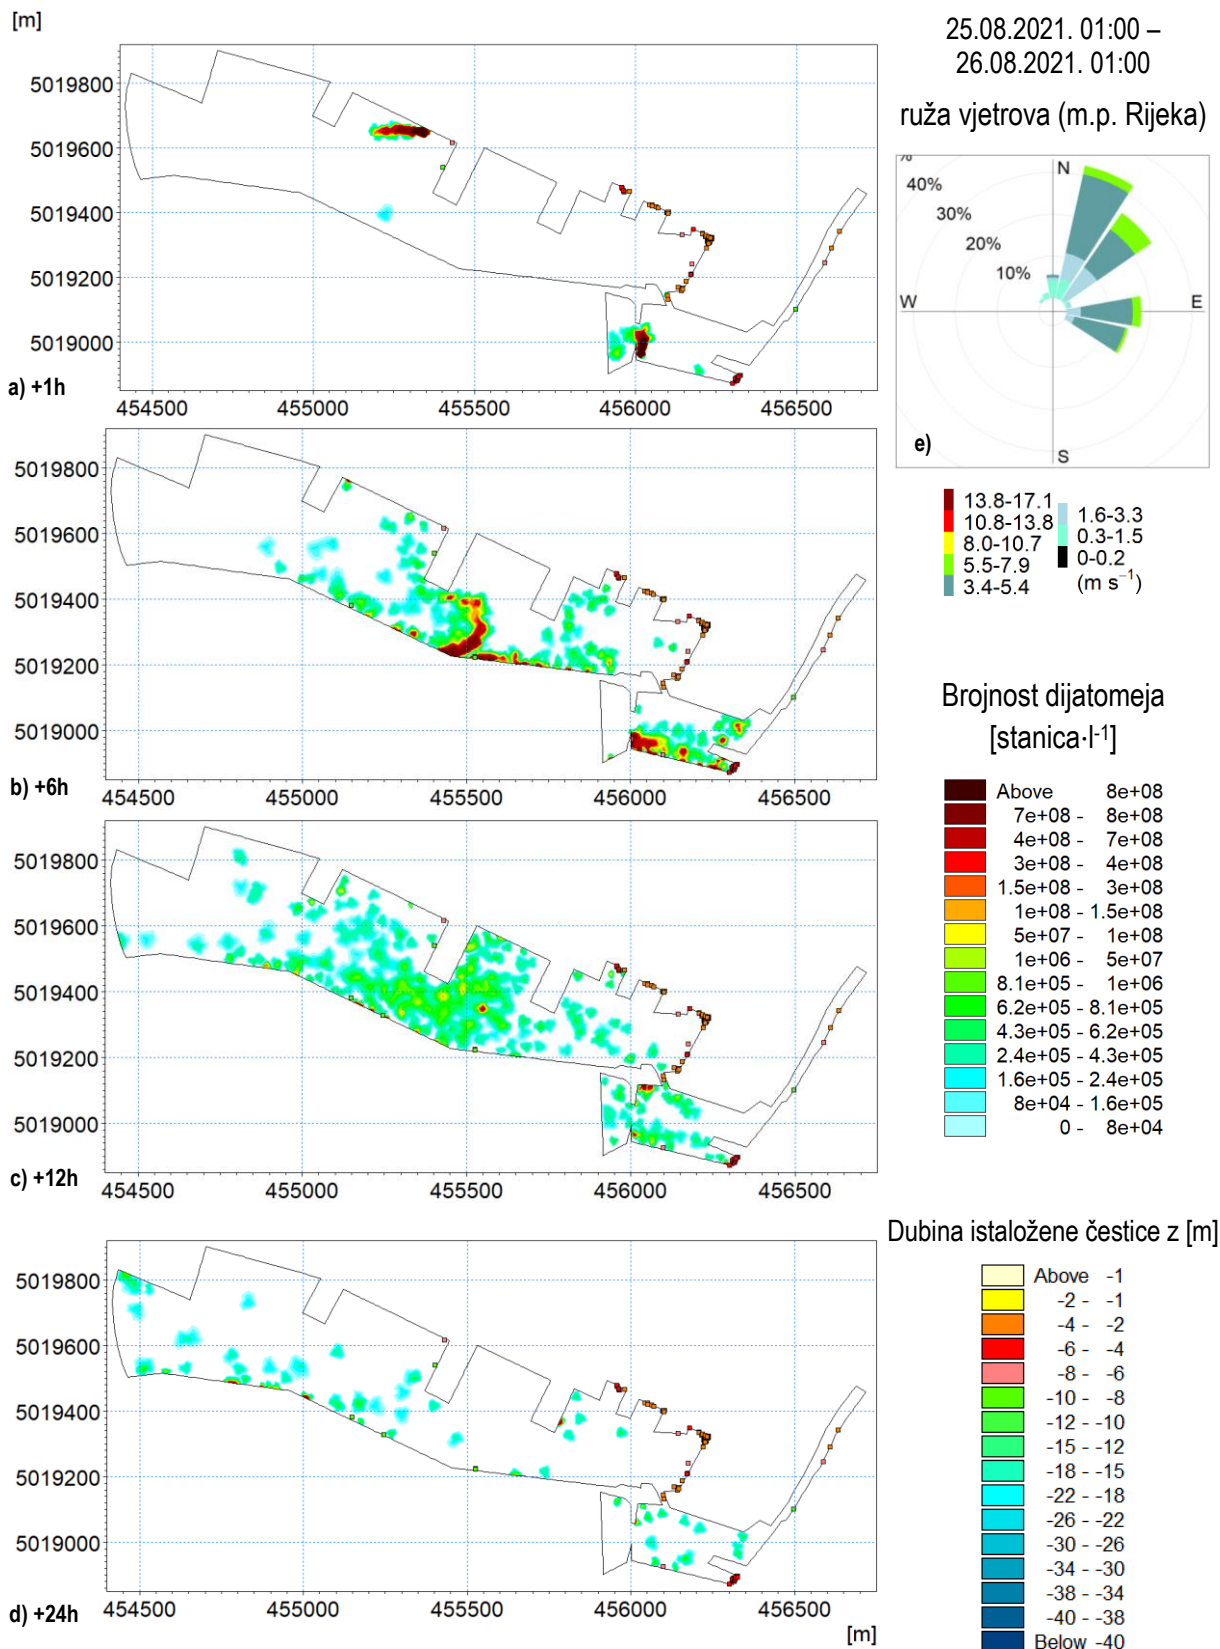 [m]
5019800
5019600
5019400
5019200
5019000
a) +1h
454500 455000 455500 456000 456500
5019800
5019600
5019400
5019200
5019000
b) +6h
454500 455000 455500 456000 456500
5019800
5019600
5019400
5019200
5019000
c) +12h
454500 455000 455500 456000 456500
5019800
5019600
5019400
5019200
5019000
d) +24h
454500 455000 455500 456000 456500
[m]
25.08.2021. 01:00 –
26.08.2021. 01:00
ruža vjetrova (m.p. Rijeka)
%
40%
30%
20%
10%
N
W
E
S
e)
13.8-17.1
10.8-13.8
8.0-10.7
5.5-7.9
3.4-5.4
1.6-3.3
0.3-1.5
0-0.2
(m s⁻¹)
Brojnost dijatomeja
[stanica·l⁻¹]
Above 8e+08
7e+08 - 8e+08
4e+08 - 7e+08
3e+08 - 4e+08
1.5e+08 - 3e+08
1e+08 - 1.5e+08
5e+07 - 1e+08
1e+06 - 5e+07
8.1e+05 - 1e+06
6.2e+05 - 8.1e+05
4.3e+05 - 6.2e+05
2.4e+05 - 4.3e+05
1.6e+05 - 2.4e+05
8e+04 - 1.6e+05
0 - 8e+04
Dubina istaložene čestice z [m]
Above -1
-2 - -1
-4 - -2
-6 - -4
-8 - -6
-10 - -8
-12 - -10
-15 - -12
-18 - -15
-22 - -18
-26 - -22
-30 - -26
-34 - -30
-38 - -34
-40 - -38
Below -40